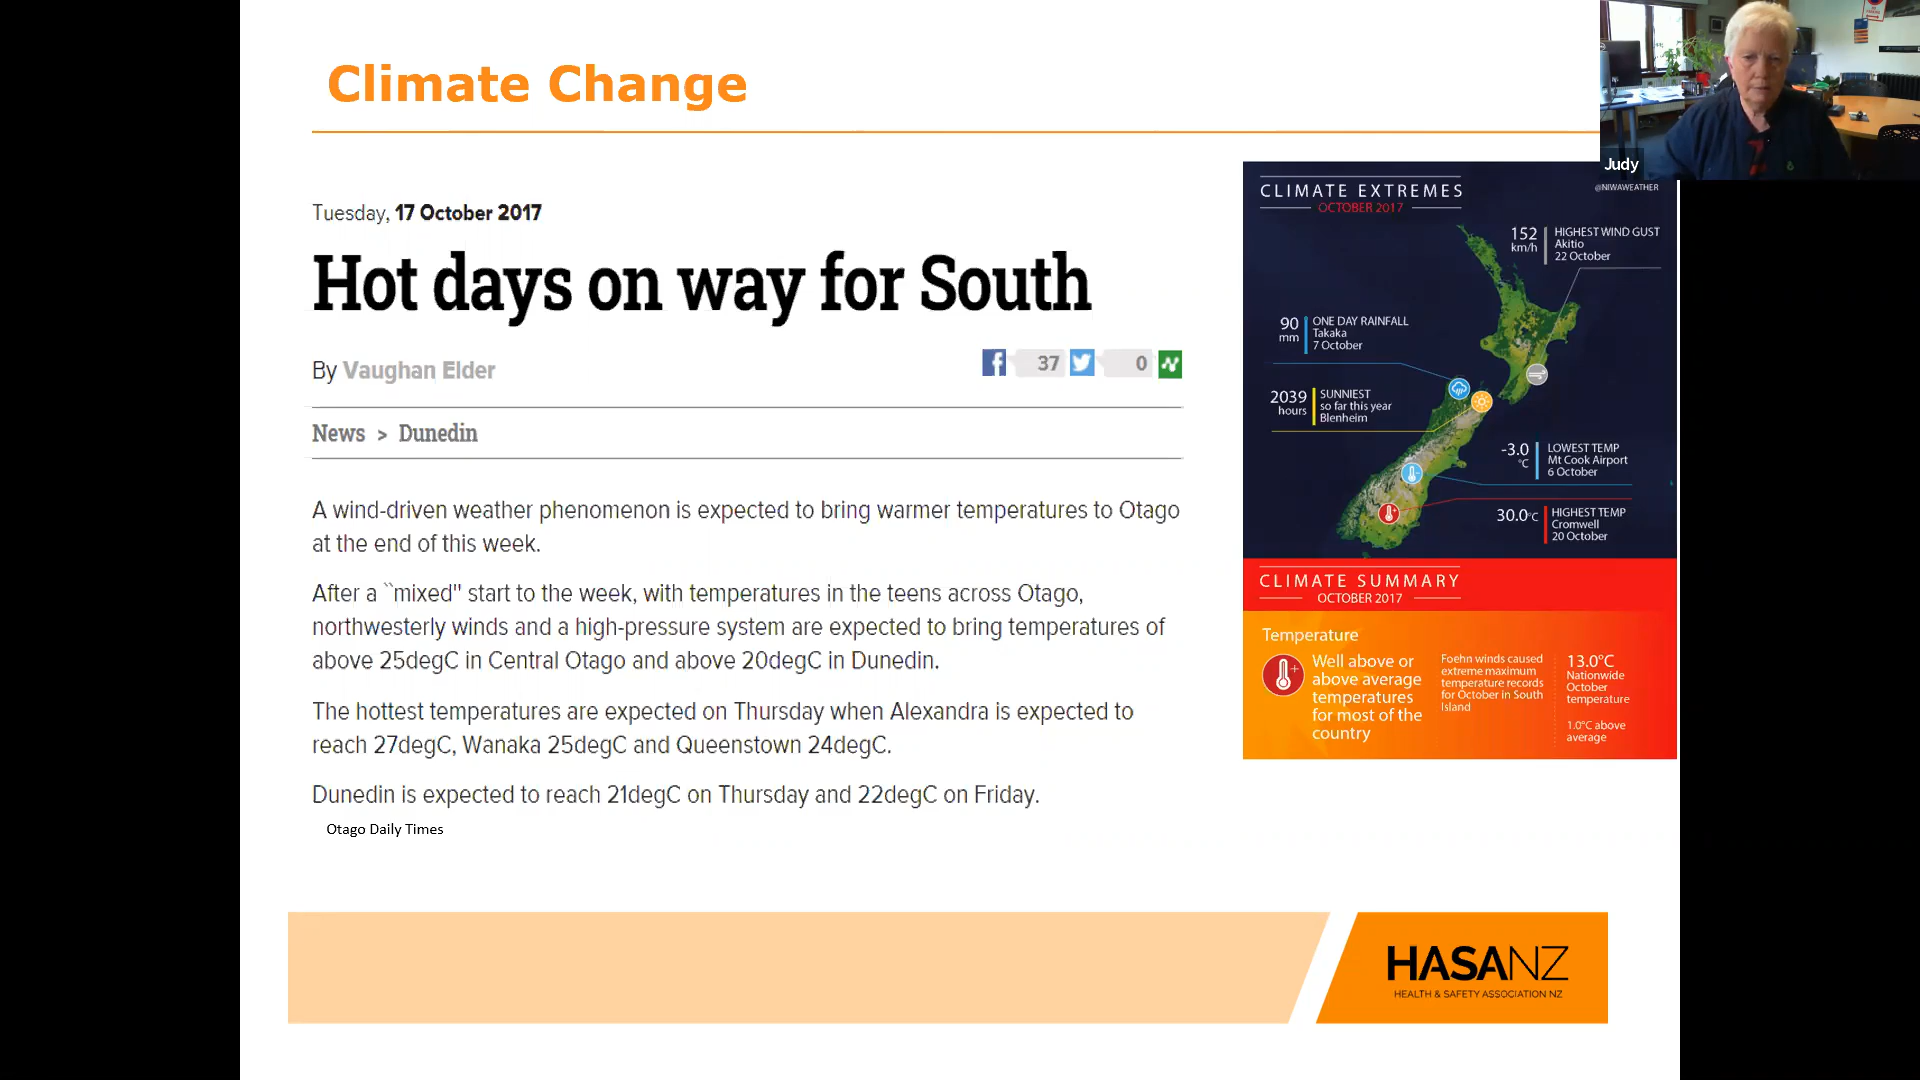 Climate Change
Judy
Tuesday, 17 October 2017
Hot days on way for South
By Vaughan Elder
37
0
News > Dunedin
A wind-driven weather phenomenon is expected to bring warmer temperatures to Otago
at the end of this week.
After a ``mixed" start to the week, with temperatures in the teens across Otago,
northwesterly winds and a high-pressure system are expected to bring temperatures of
above 25degC in Central Otago and above 20degC in Dunedin.
The hottest temperatures are expected on Thursday when Alexandra is expected to
reach 27degC, Wanaka 25degC and Queenstown 24degC.
Dunedin is expected to reach 21degC on Thursday and 22degC on Friday.
Otago Daily Times
CLIMATE EXTREMES
OCTOBER 2017
@NIWAWEATHER
152
km/h
HIGHEST WIND GUST
Akitio
22 October
90
mm
ONE DAY RAINFALL
Takaka
7 October
2039
hours
SUNNIEST
so far this year
Blenheim
-3.0
°C
LOWEST TEMP
Mt Cook Airport
6 October
30.0°C
HIGHEST TEMP
Cromwell
20 October
CLIMATE SUMMARY
OCTOBER 2017
Temperature
Well above or
above average
temperatures
for most of the
country
Foehn winds caused
extreme maximum
temperature records
for October in South
Island
13.0°C
Nationwide
October
temperature
1.0°C above
average
HASANZ
HEALTH & SAFETY ASSOCIATION NZ